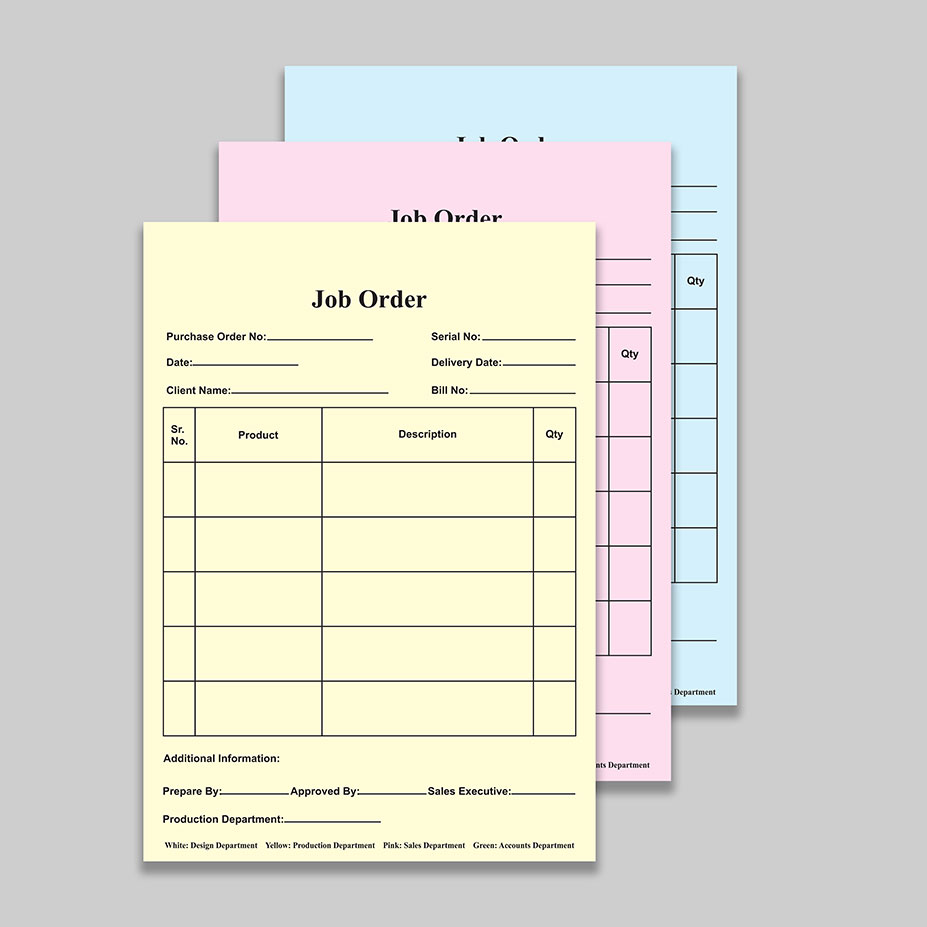 Job Order
Job Order
Job Order
Purchase Order No: Serial No:
Date: Delivery Date:
Client Name: Bill No:
Sr. No. Product Description Qty
Additional Information:
Prepare By: Approved By: Sales Executive:
Production Department:
White: Design Department Yellow: Production Department Pink: Sales Department Green: Accounts Department
Qty
Department
Qty
Department